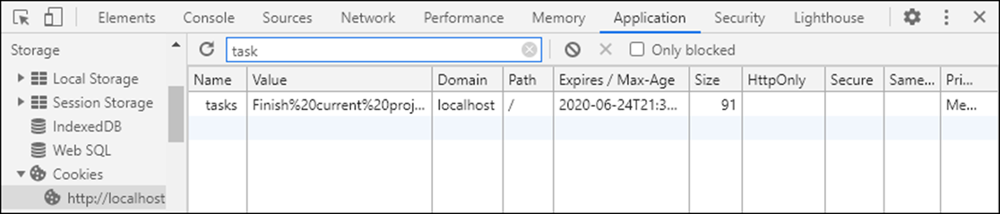 Elements Console Sources Network Performance Memory Application Security Lighthouse
Storage
task
Only blocked
Local Storage
Session Storage
IndexedDB
Web SQL
Cookies
http://localhost
Name Value Domain Path Expires / Max-Age Size HttpOnly Secure Same... Pri...
tasks Finish%20current%20proj... localhost / 2020-06-24T21:3... 91 Me...